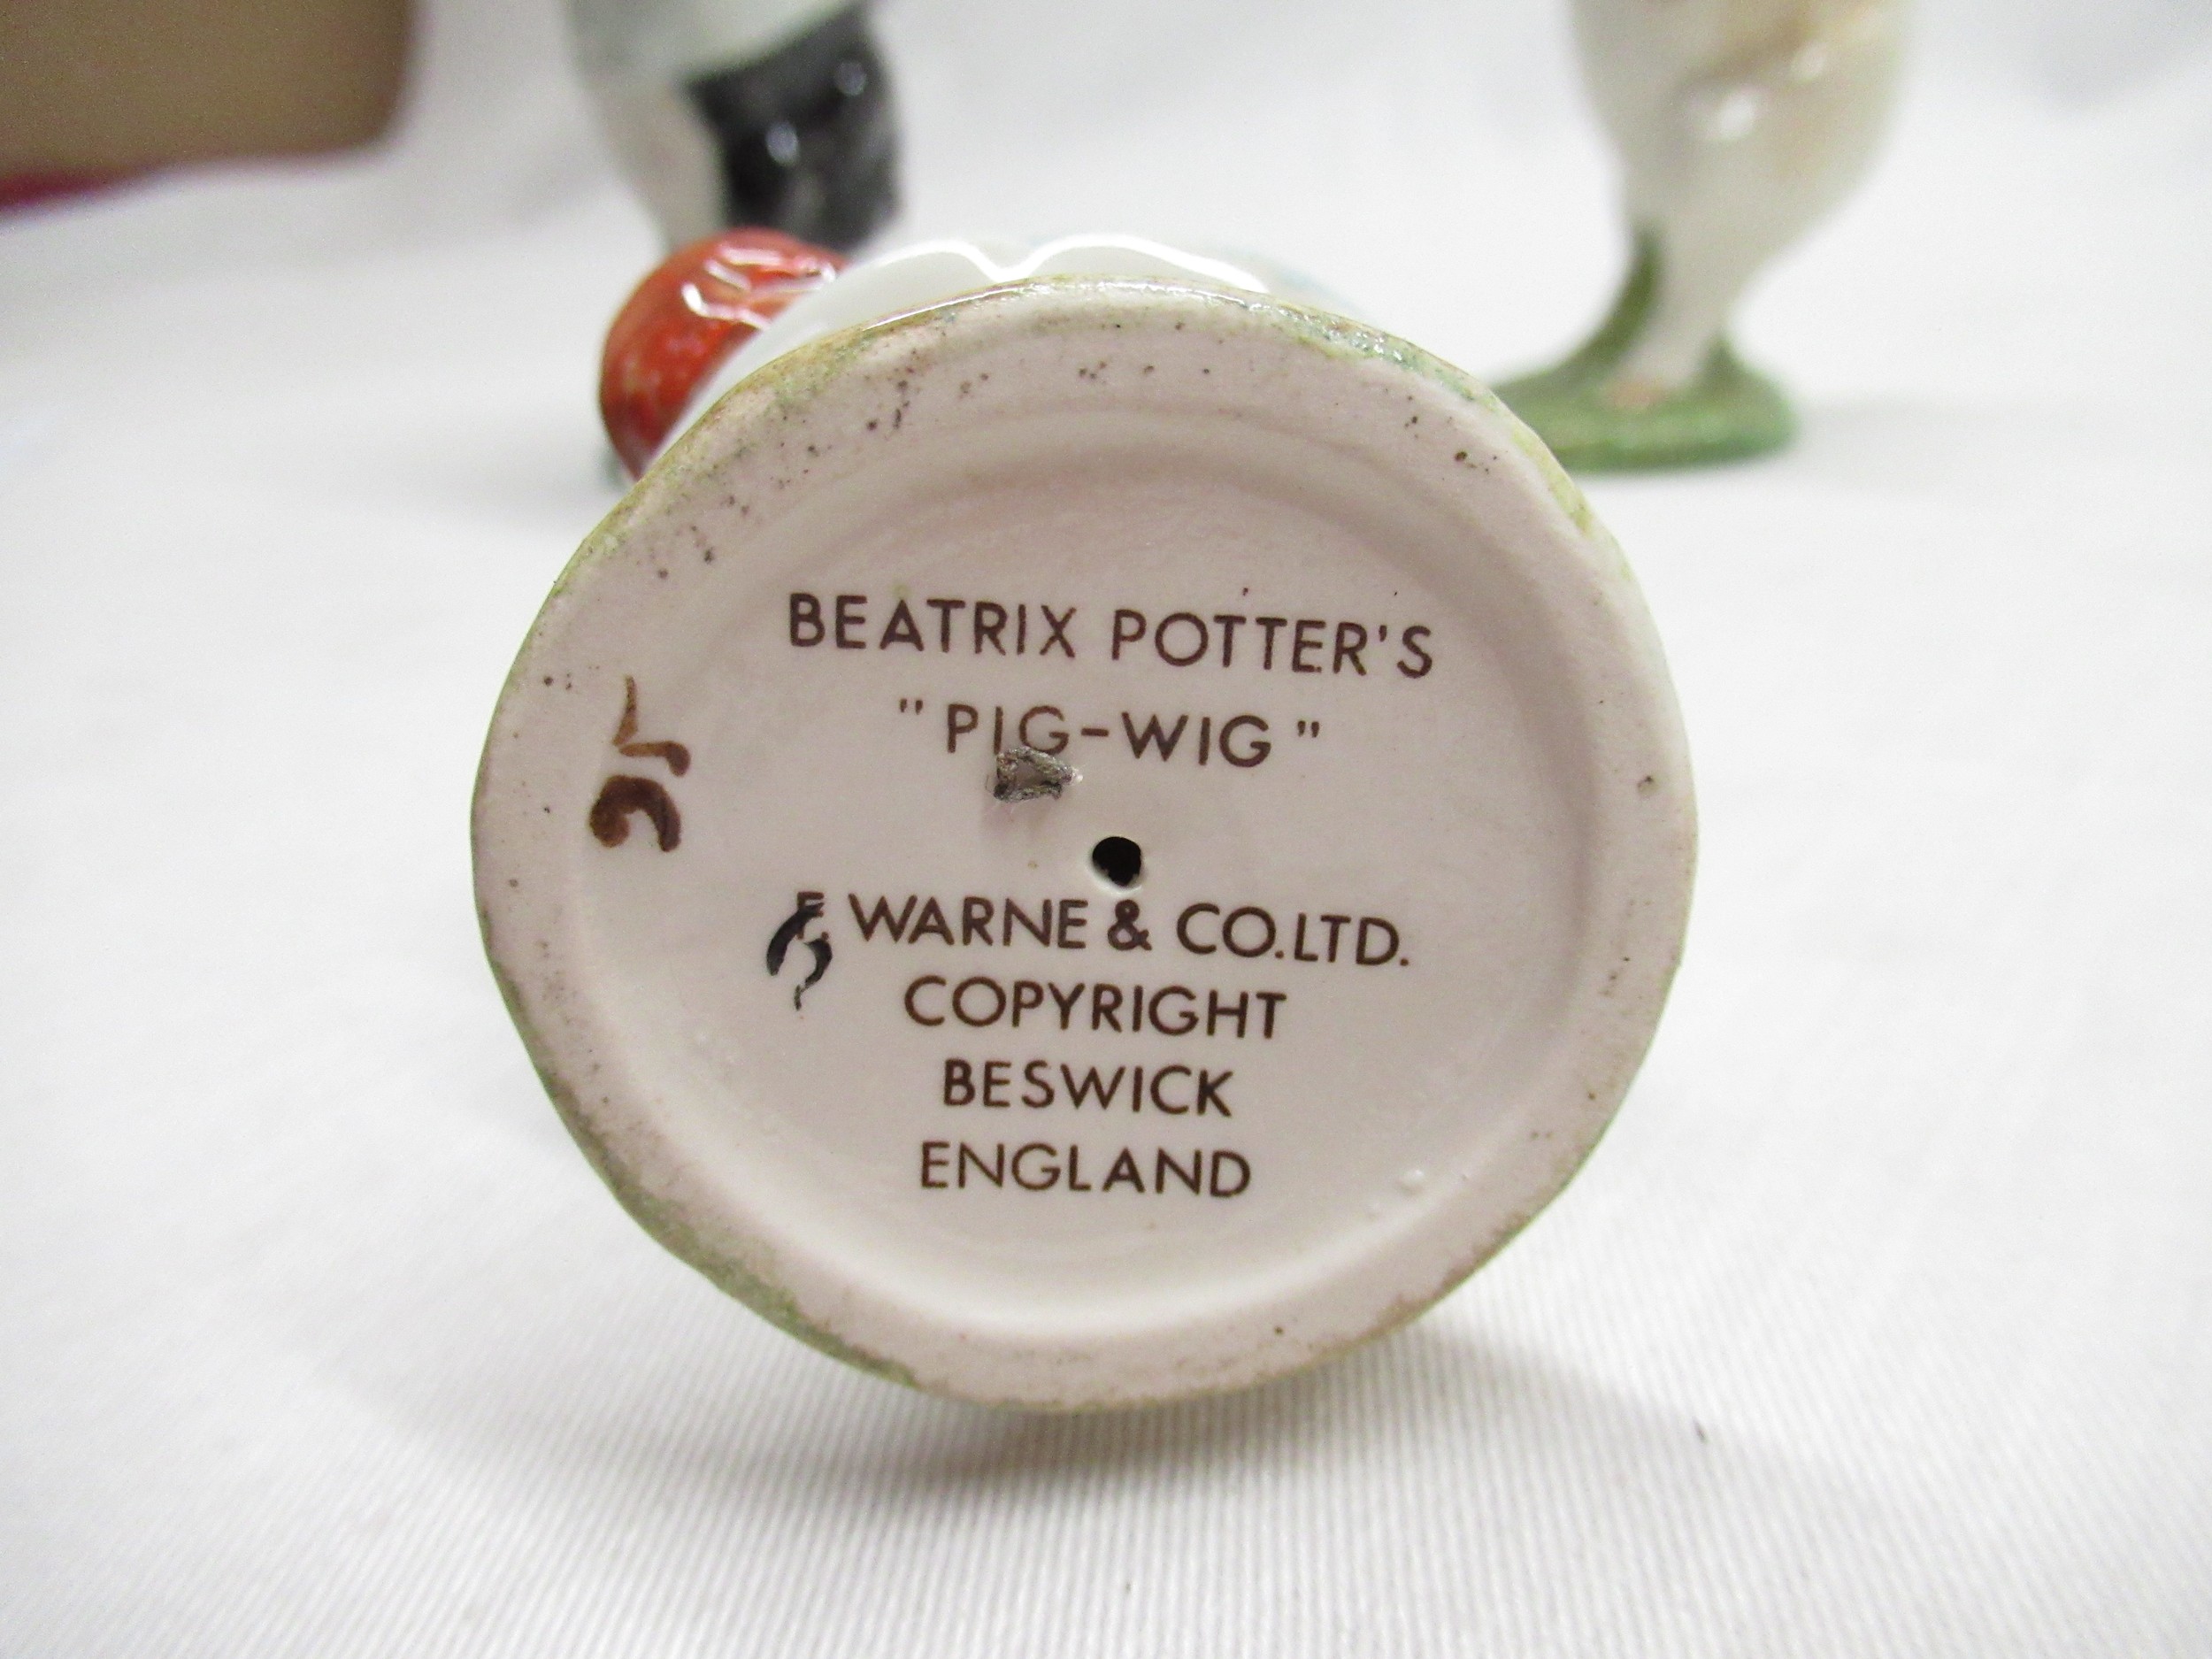 BEATRIX POTTER'S
"PIG-WIG"
F. WARNE & CO.LTD.
COPYRIGHT
BESWICK
ENGLAND